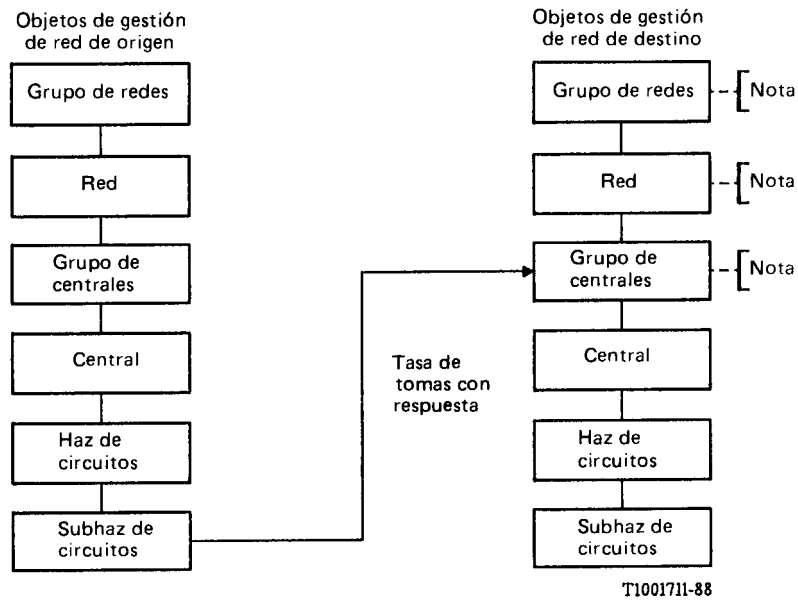 Objetos de gestión
de red de origen
Grupo de redes
Red
Grupo de
centrales
Central
Haz de
circuitos
Subhaz de
circuitos
Tasa de
tomas con
respuesta
Objetos de gestión
de red de destino
Grupo de redes
Nota
Red
Nota
Grupo de
centrales
Nota
Central
Haz de
circuitos
Subhaz de
circuitos
T1001711-88